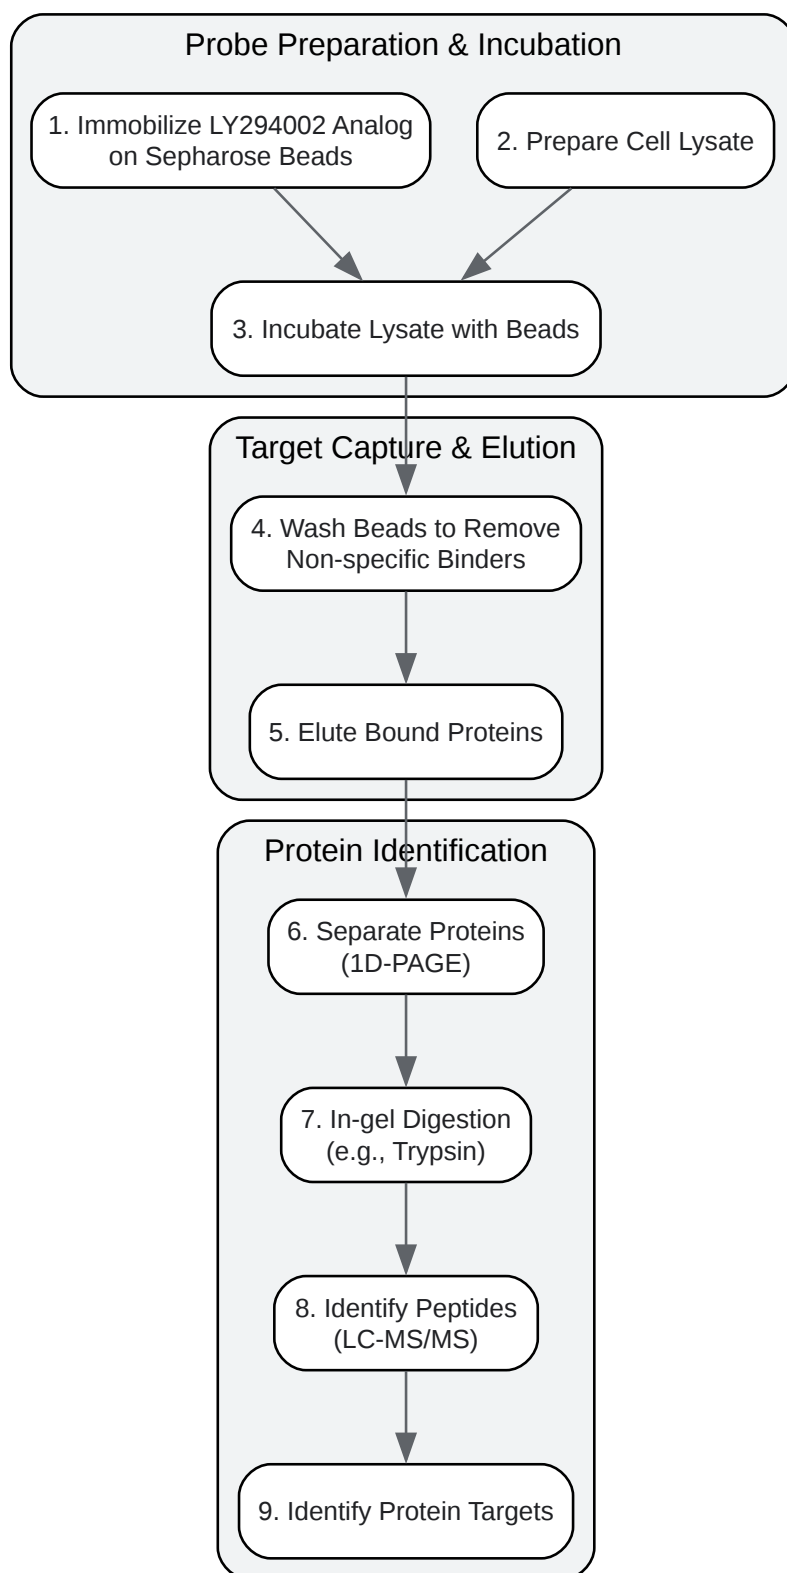 Probe Preparation & Incubation
1. Immobilize LY294002 Analog
on Sepharose Beads
2. Prepare Cell Lysate
3. Incubate Lysate with Beads
Target Capture & Elution
4. Wash Beads to Remove
Non-specific Binders
5. Elute Bound Proteins
Protein Identification
6. Separate Proteins
(1D-PAGE)
7. In-gel Digestion
(e.g., Trypsin)
8. Identify Peptides
(LC-MS/MS)
9. Identify Protein Targets